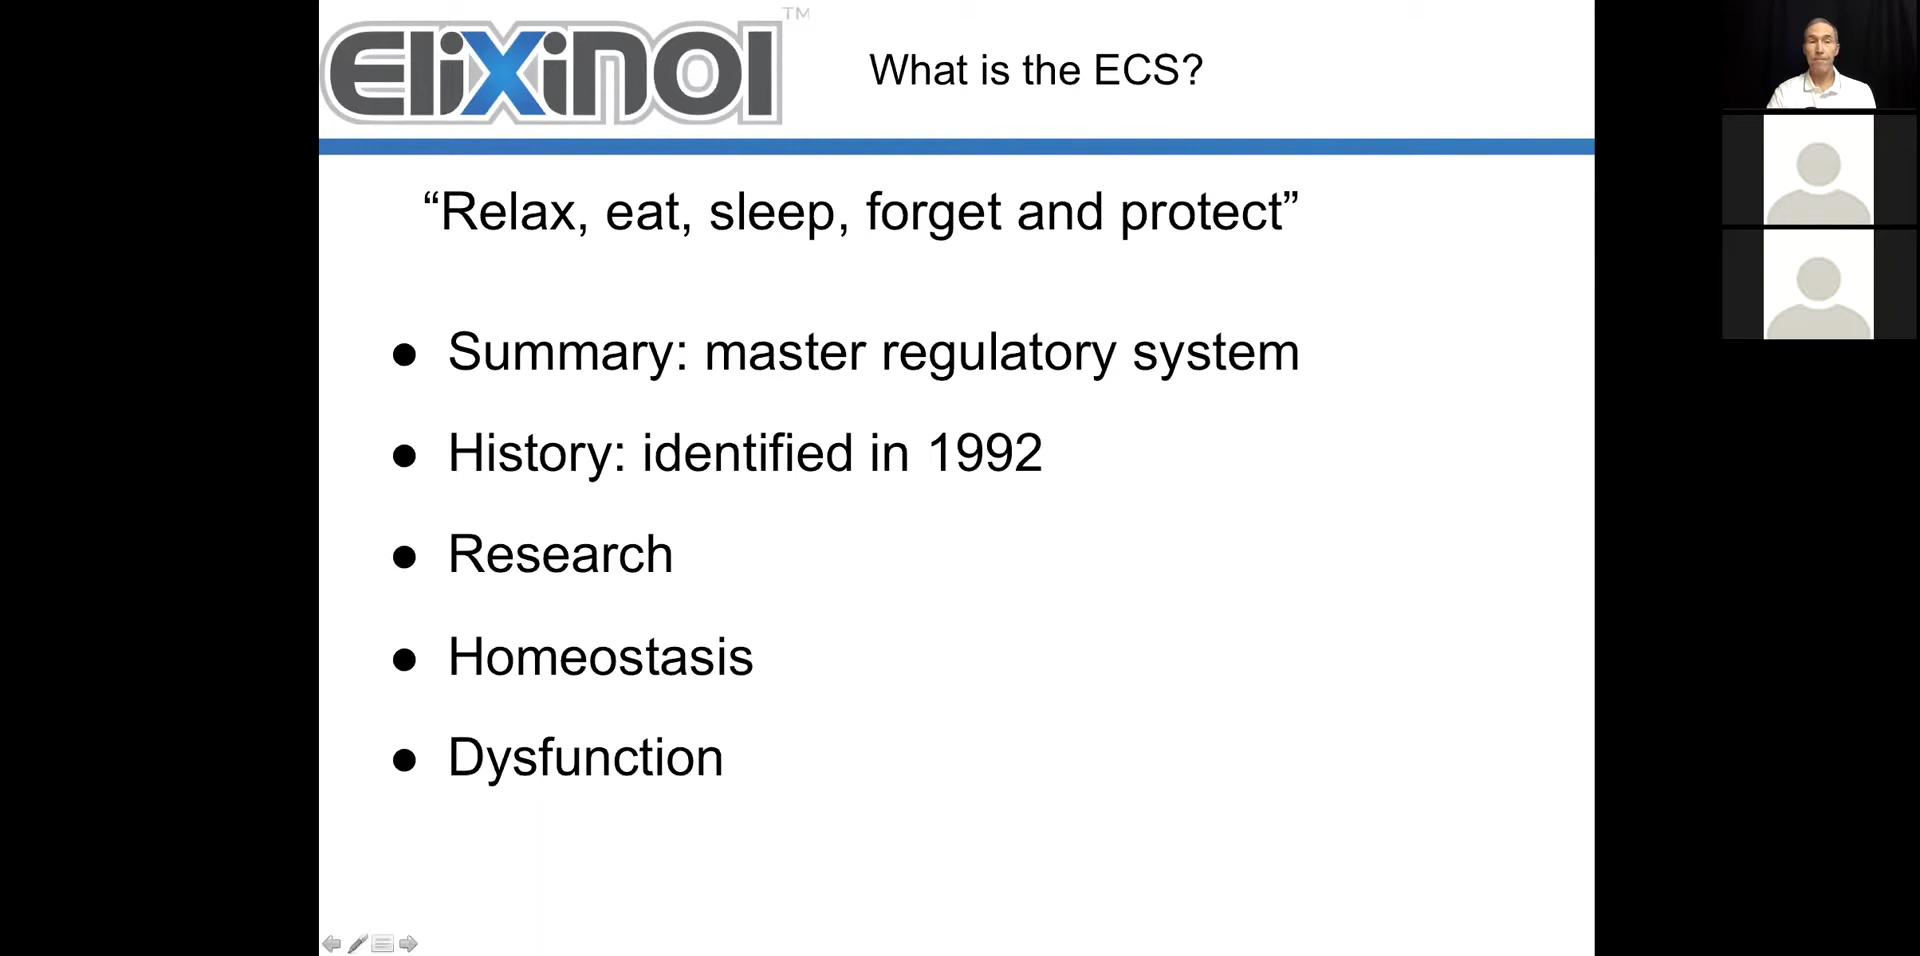 Elixinol
TM
What is the ECS?
“Relax, eat, sleep, forget and protect”
● Summary: master regulatory system
● History: identified in 1992
● Research
● Homeostasis
● Dysfunction